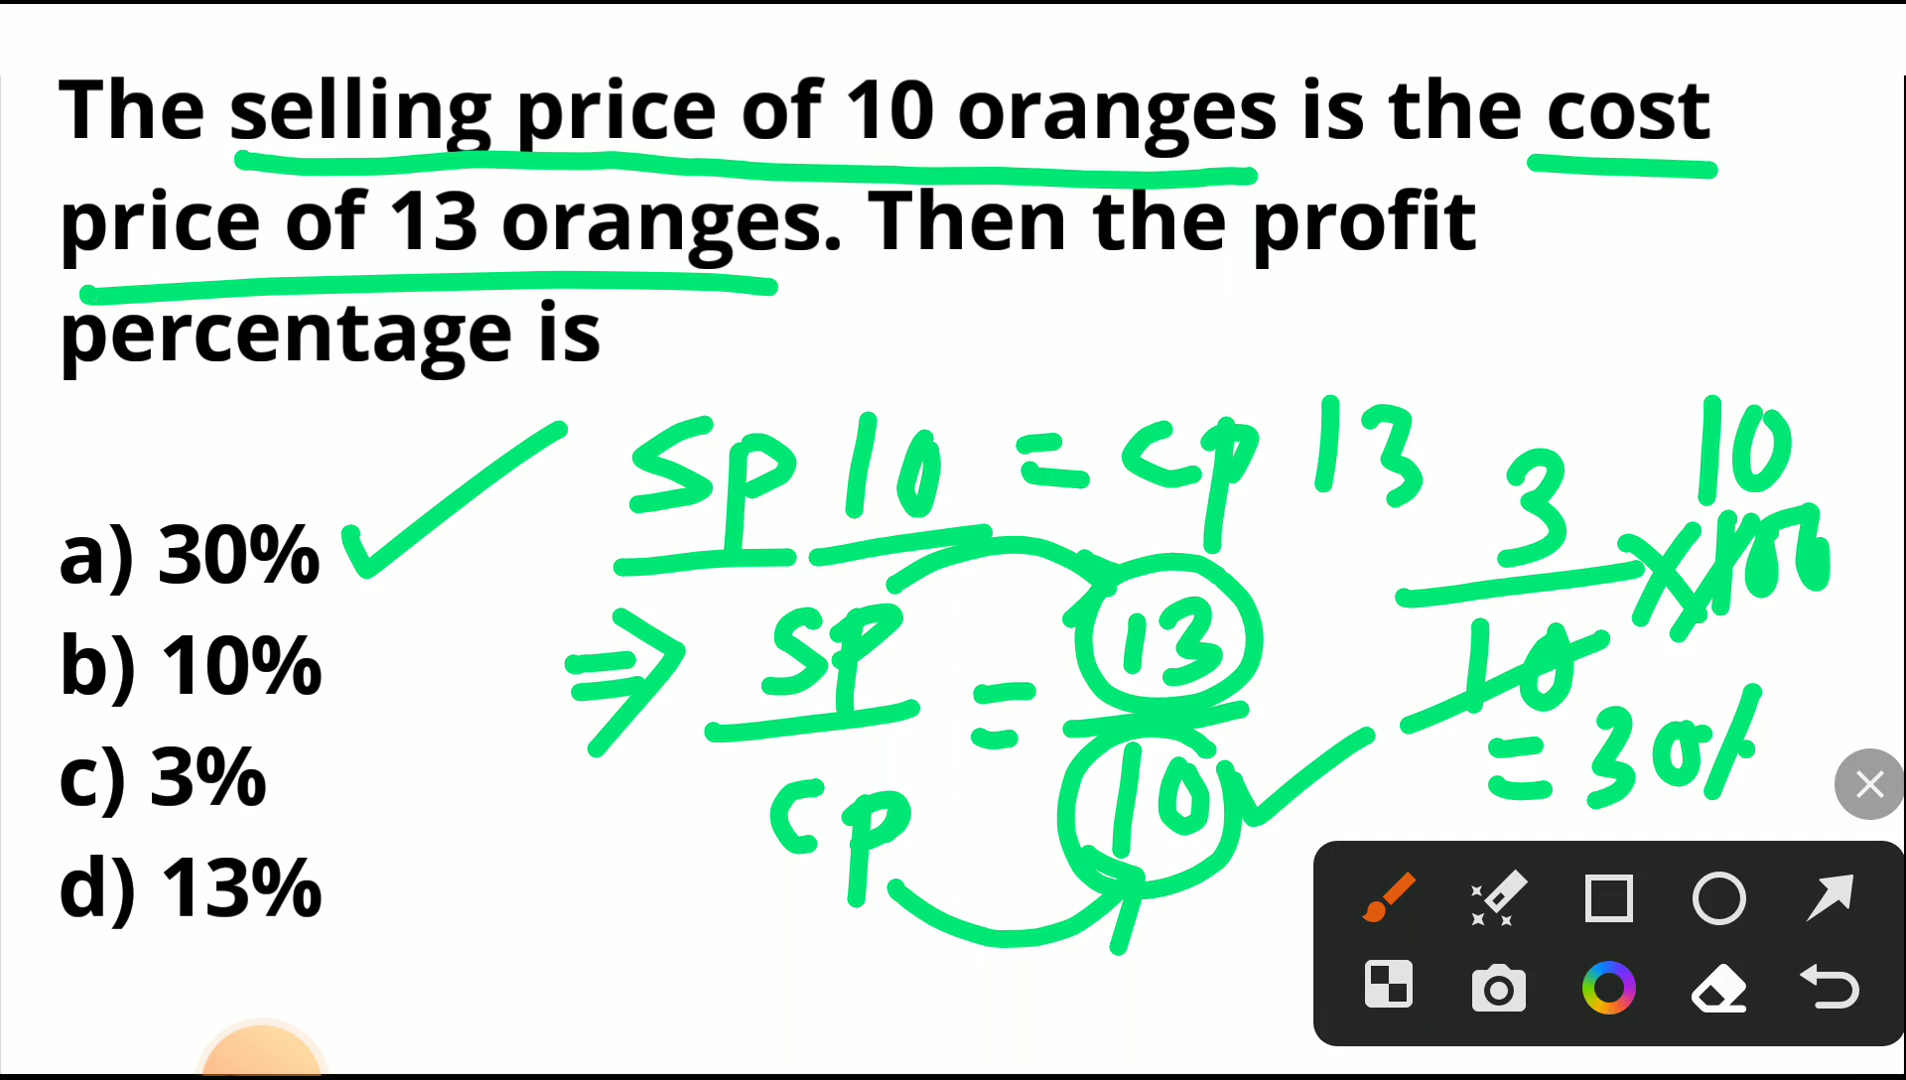 The selling price of 10 oranges is the cost
price of 13 oranges. Then the profit
percentage is
a) 30%
b) 10%
c) 3%
d) 13%
SP 10 = CP 13
⇒ SP/CP = 13/10
3/10 × 100 10
= 30%